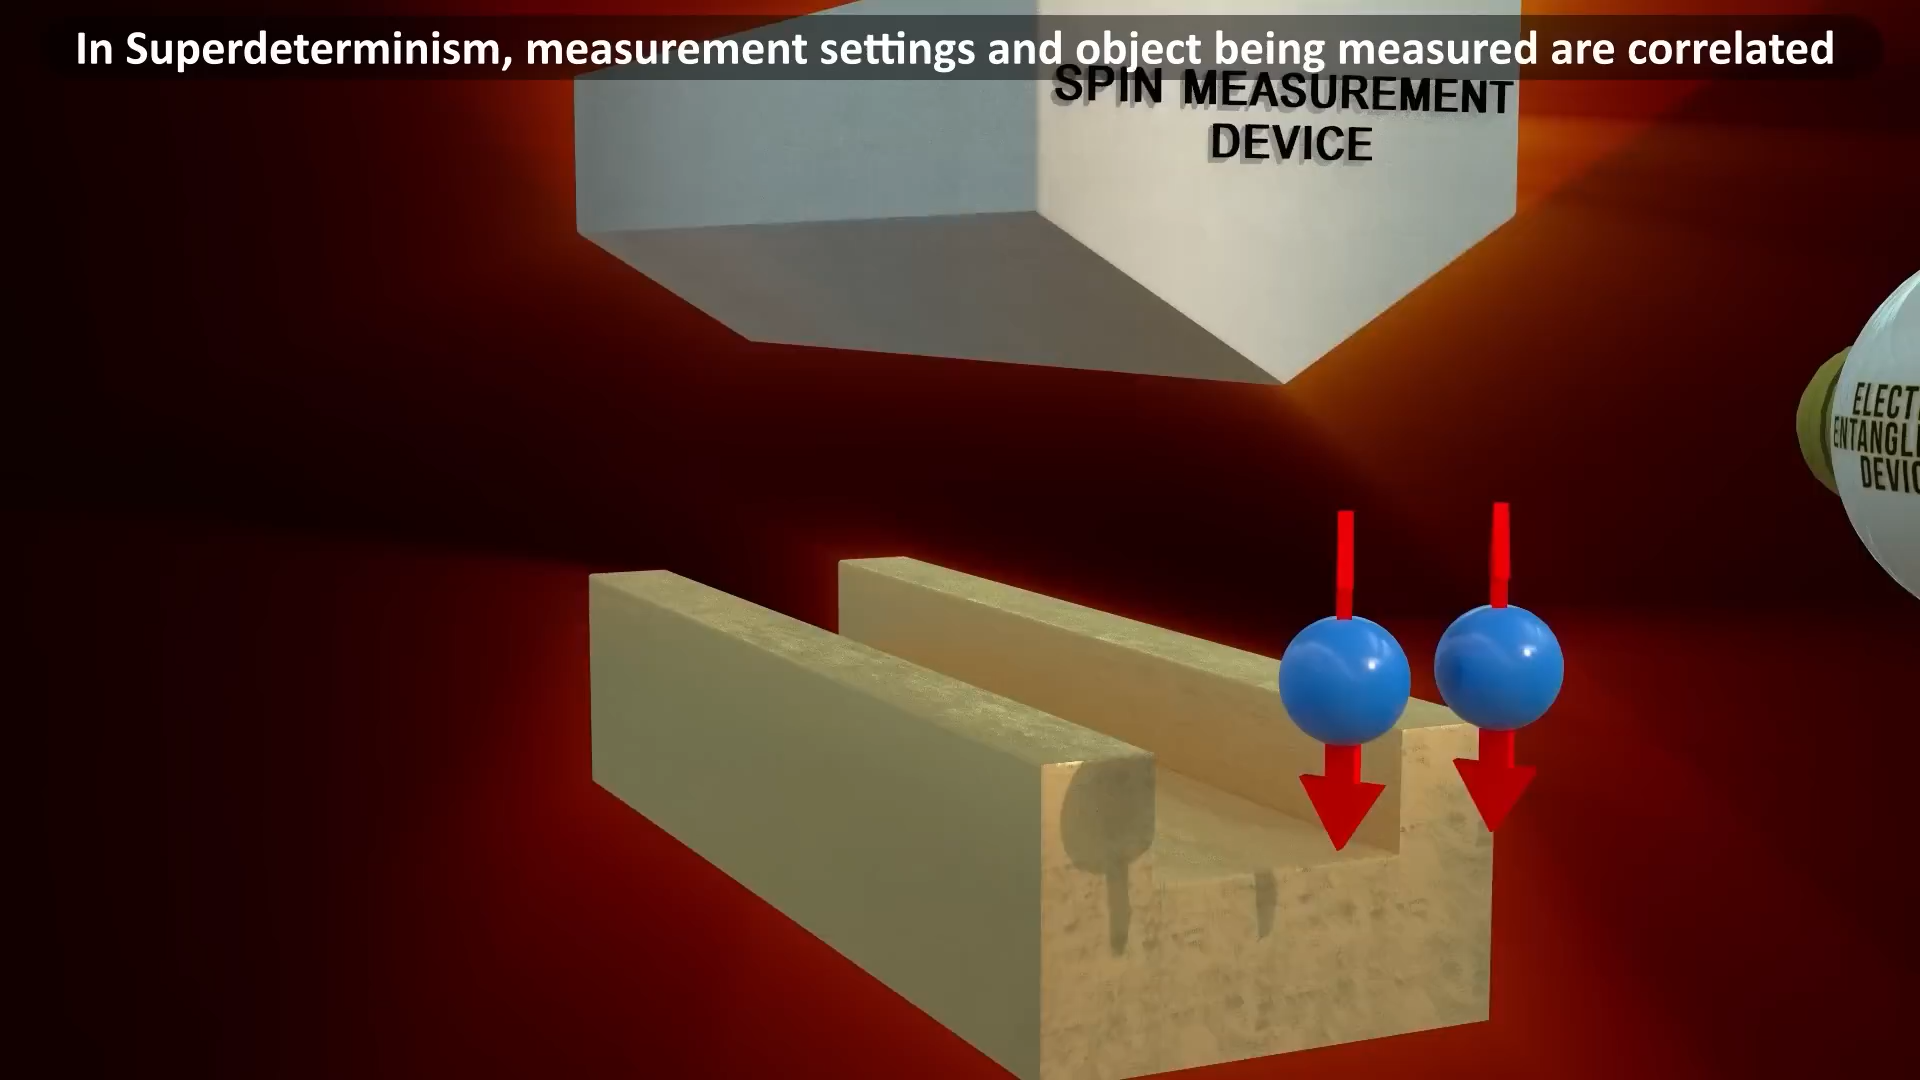 In Superdeterminism, measurement settings and object being measured are correlated
SPIN MEASUREMENT
DEVICE